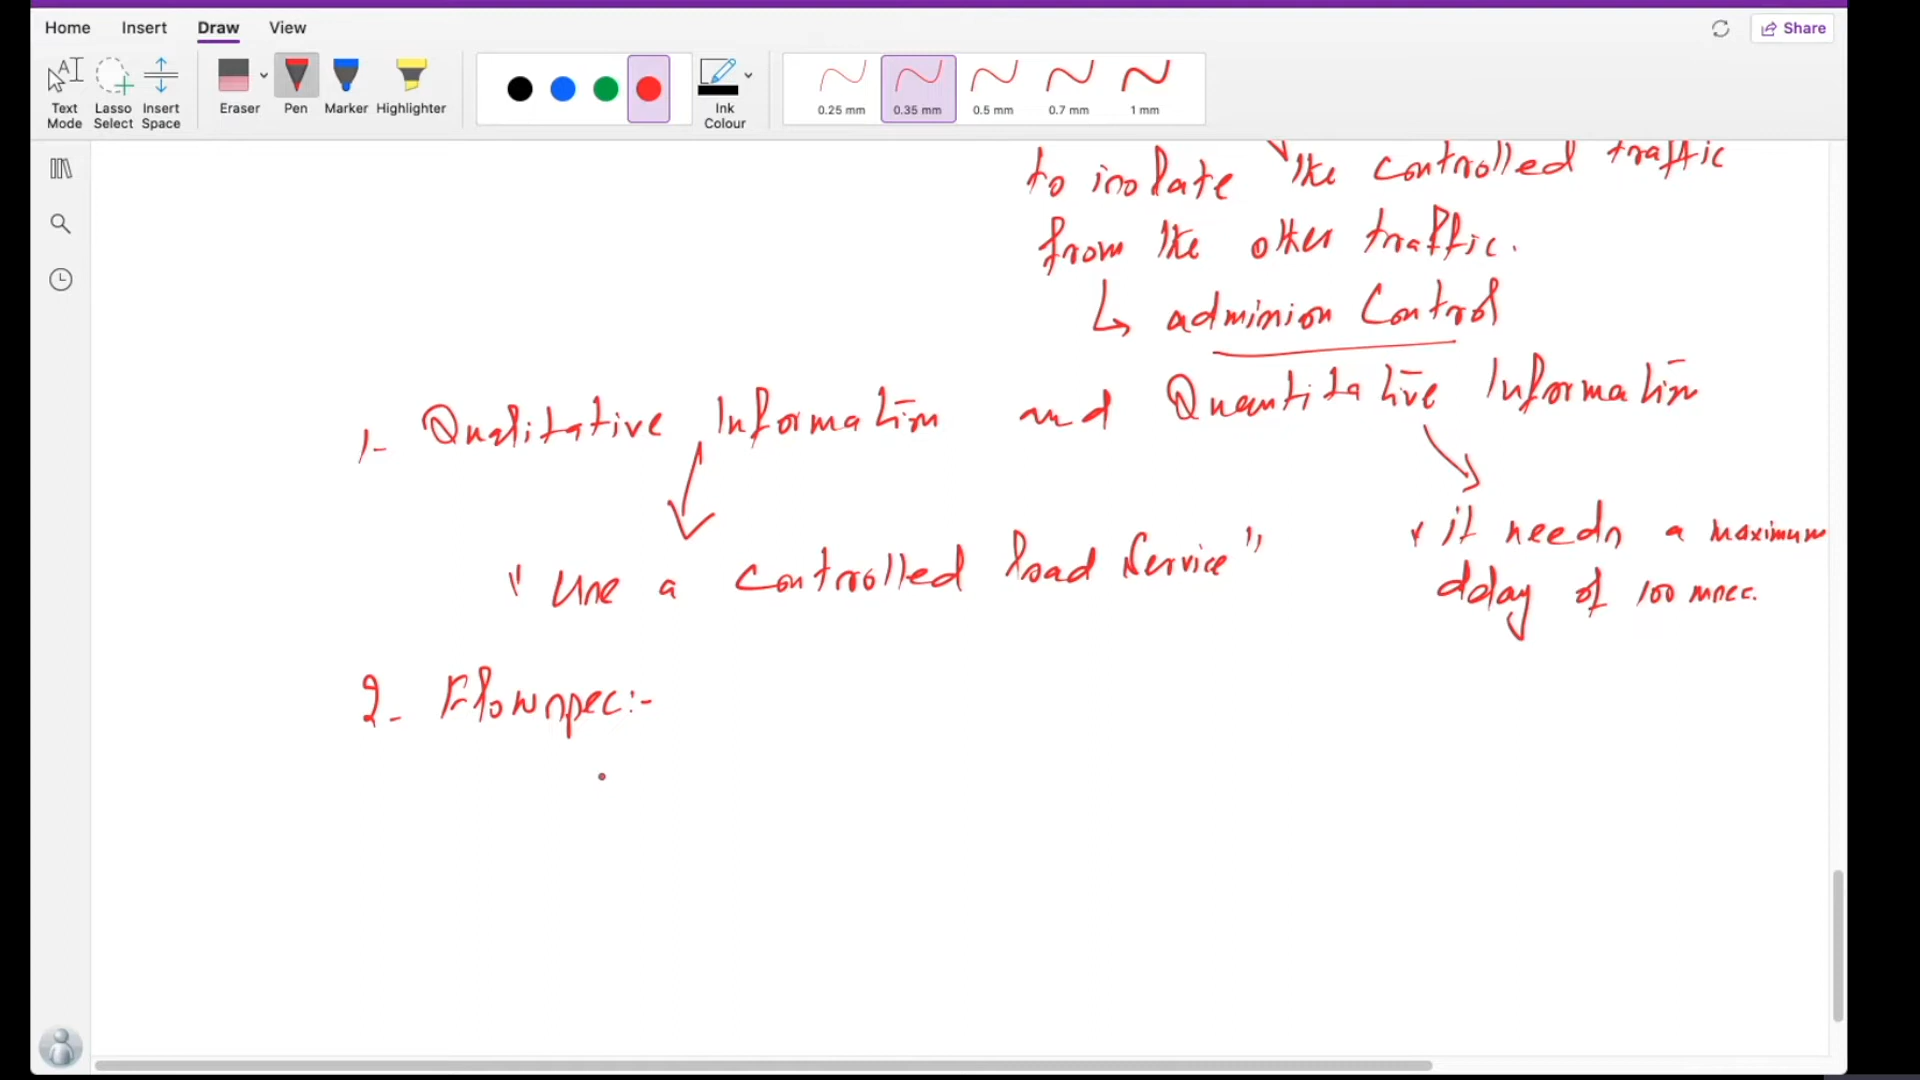 Home Insert Draw View
Share
Text Mode
Lasso Select
Insert Space
Eraser
Pen
Marker
Highlighter
Ink Colour
0.25 mm
0.35 mm
0.5 mm
0.7 mm
1 mm
to isolate the controlled traffic
from the other traffic.
↳ admission Control
1- Qualitative Information and Quantitative Information
"Use a controlled load Service"
it needs a maximum
delay of 100 msec.
2- Flowspec:-